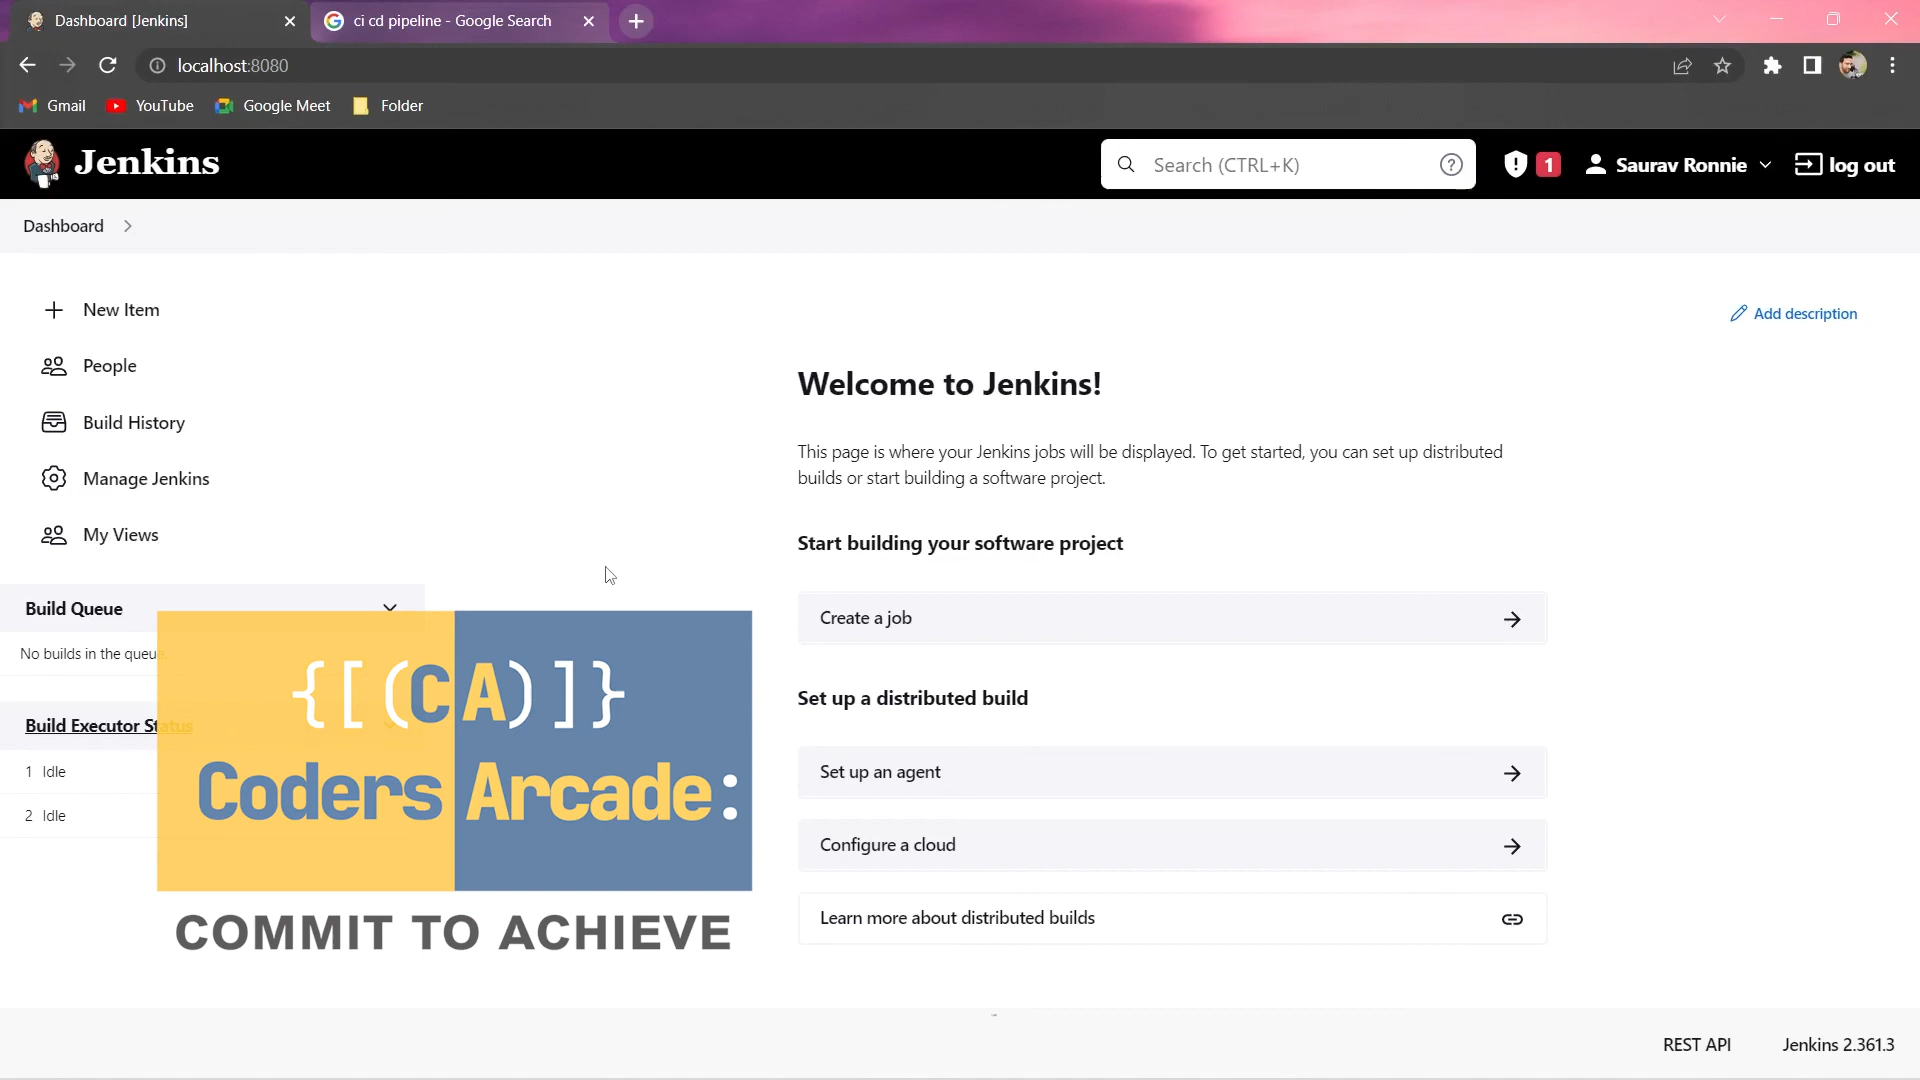 Dashboard [Jenkins]
ci cd pipeline - Google Search
localhost:8080
Gmail
YouTube
Google Meet
Folder
Jenkins
Search (CTRL+K)
1
Saurav Ronnie
log out
Dashboard
New Item
People
Build History
Manage Jenkins
My Views
Build Queue
No builds in the queue
Build Executor Status
1 Idle
2 Idle
Add description
Welcome to Jenkins!
This page is where your Jenkins jobs will be displayed. To get started, you can set up distributed
builds or start building a software project.
Start building your software project
Create a job
Set up a distributed build
Set up an agent
Configure a cloud
Learn more about distributed builds
{[(CA)]}
Coders Arcade:
COMMIT TO ACHIEVE
REST API
Jenkins 2.361.3